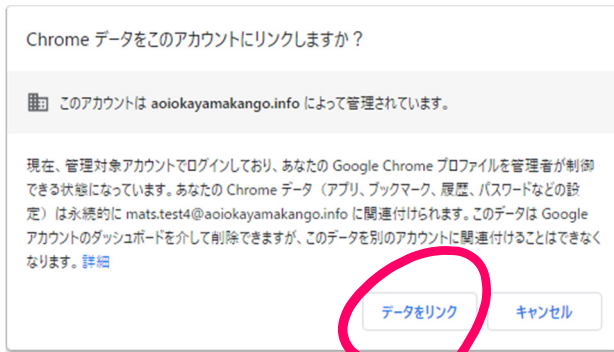 Chrome データをこのアカウントにリンクしますか？
このアカウントは aoiokayamakango.info によって管理されています。
現在、管理対象アカウントでログインしており、あなたの Google Chrome プロファイルを管理者が制御
できる状態になっています。あなたの Chrome データ（アプリ、ブックマーク、履歴、パスワードなどの設
定）は永続的に mats.test4@aoiokayamakango.info に関連付けられます。このデータは Google
アカウントのダッシュボードを介して削除できますが、このデータを別のアカウントに関連付けることはできなく
なります。詳細
データをリンク
キャンセル